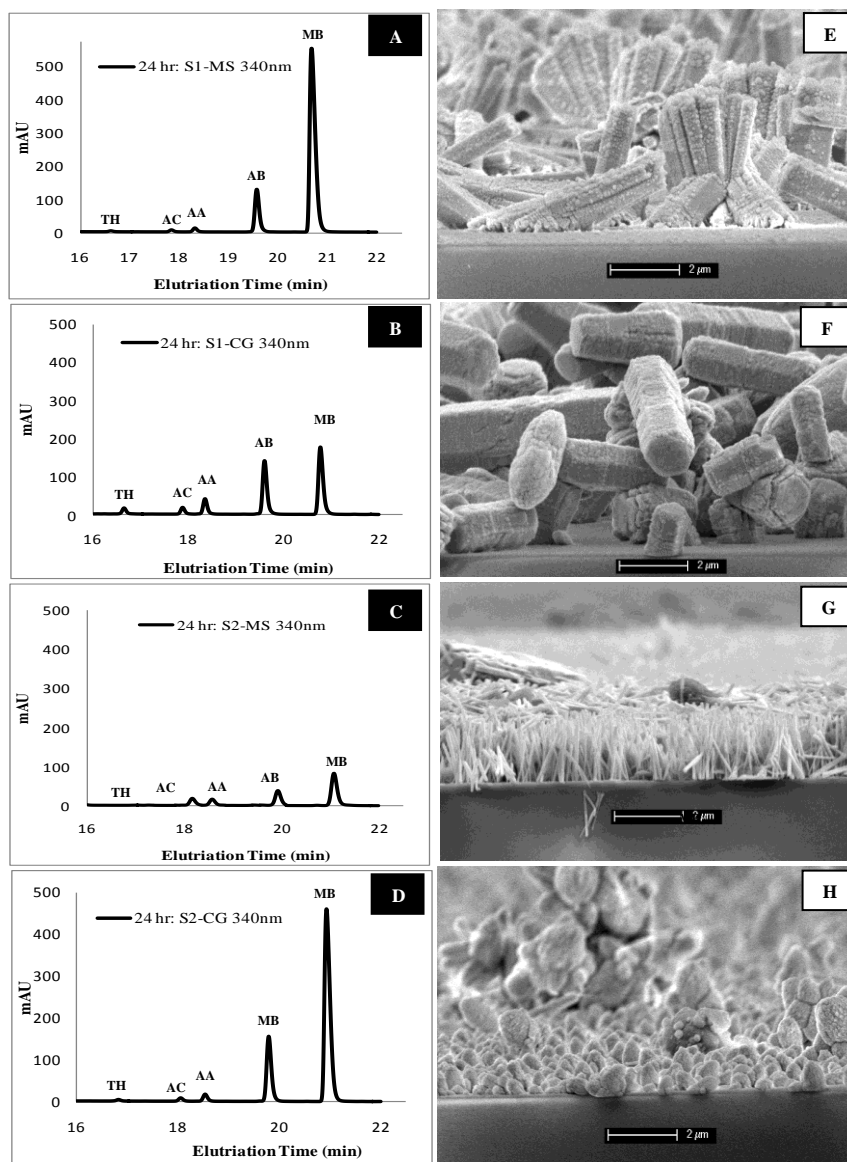 A
MB
500
24 hr: S1-MS 340nm
400
300
mAU
200
AB
100
TH AC AA
0
16 17 18 19 20 21 22
Elutriation Time (min)
E
2 µm
B
500
24 hr: S1-CG 340nm
400
300
mAU
200
MB
AB
100
TH AC AA
0
16 18 20 22
Elutriation Time (min)
F
2 µm
C
500
24 hr: S2-MS 340nm
400
300
mAU
200
100
TH AC AA AB MB
0
16 18 20 22
Elutriation Time (min)
G
D
500
MB
24 hr: S2-CG 340nm
400
300
mAU
200
MB
100
TH AC AA
0
16 18 20 22
Elutriation Time (min)
H
2 µm